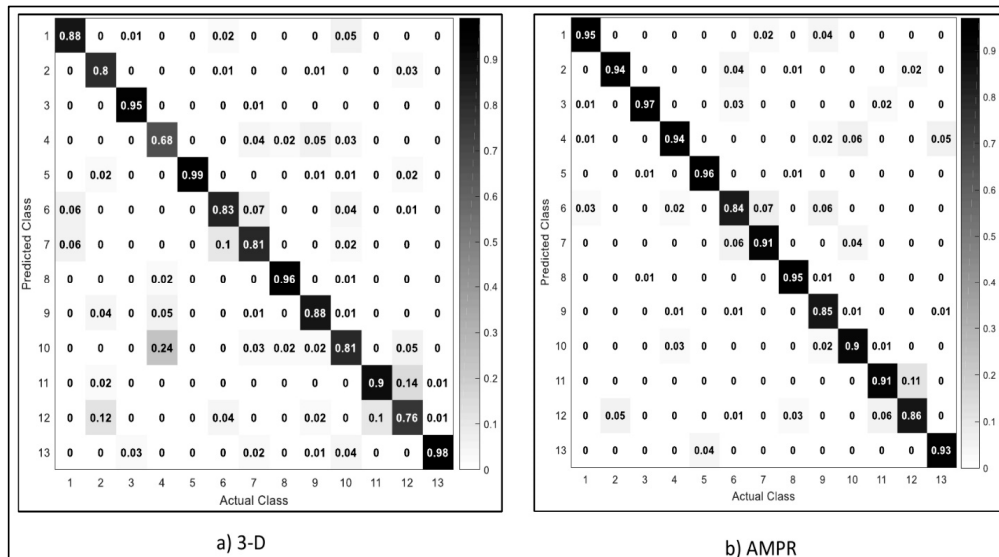 1 0.88 0 0.01 0 0 0.02 0 0 0 0.05 0 0 0
2 0 0.8 0 0 0 0.01 0 0 0.01 0 0 0.03 0
3 0 0 0.95 0 0 0 0.01 0 0 0 0 0 0
4 0 0 0 0.68 0 0 0.04 0.02 0.05 0.03 0 0 0
5 0 0.02 0 0 0.99 0 0 0 0.01 0.01 0 0.02 0
6 0.06 0 0 0 0 0.83 0.07 0 0 0.04 0 0.01 0
7 0.06 0 0 0 0 0.1 0.81 0 0 0.02 0 0 0
8 0 0 0 0.02 0 0 0 0.96 0 0.01 0 0 0
9 0 0.04 0 0.05 0 0 0.01 0 0.88 0 0 0 0
10 0 0 0 0.24 0 0 0.03 0.02 0.02 0.81 0 0.05 0
11 0 0.02 0 0 0 0 0 0 0 0 0.9 0.14 0.01
12 0 0.12 0 0 0 0.04 0 0 0.02 0 0.1 0.76 0.01
13 0 0 0.03 0 0 0 0.02 0 0.01 0.04 0 0 0.98
1 2 3 4 5 6 7 8 9 10 11 12 13
Predicted Class
Actual Class
0.9
0.8
0.7
0.6
0.5
0.4
0.3
0.2
0.1
0
a) 3-D
1 0.95 0 0 0 0 0 0.02 0 0.04 0 0 0 0
2 0 0.94 0 0 0 0.04 0 0.01 0 0 0 0.02 0
3 0.01 0 0.97 0 0 0.03 0 0 0 0 0.02 0 0
4 0.01 0 0 0.94 0 0 0 0 0.02 0.06 0 0 0.05
5 0 0 0.01 0 0.96 0 0 0.01 0 0 0 0 0
6 0.03 0 0 0.02 0 0.84 0.07 0 0.06 0 0 0 0
7 0 0 0 0 0 0.06 0.91 0 0 0.04 0 0 0
8 0 0 0.01 0 0 0 0 0.95 0.01 0 0 0 0
9 0 0 0 0.01 0 0.01 0 0 0.85 0.01 0 0 0.01
10 0 0 0 0.03 0 0 0 0 0.02 0.9 0.01 0 0
11 0 0 0 0 0 0 0 0 0 0 0.91 0.11 0
12 0 0.05 0 0 0 0.01 0 0.03 0 0 0.06 0.86 0
13 0 0 0 0 0.04 0 0 0 0 0 0 0 0.93
1 2 3 4 5 6 7 8 9 10 11 12 13
Predicted Class
Actual Class
0.9
0.8
0.7
0.6
0.5
0.4
0.3
0.2
0.1
0
b) AMPR